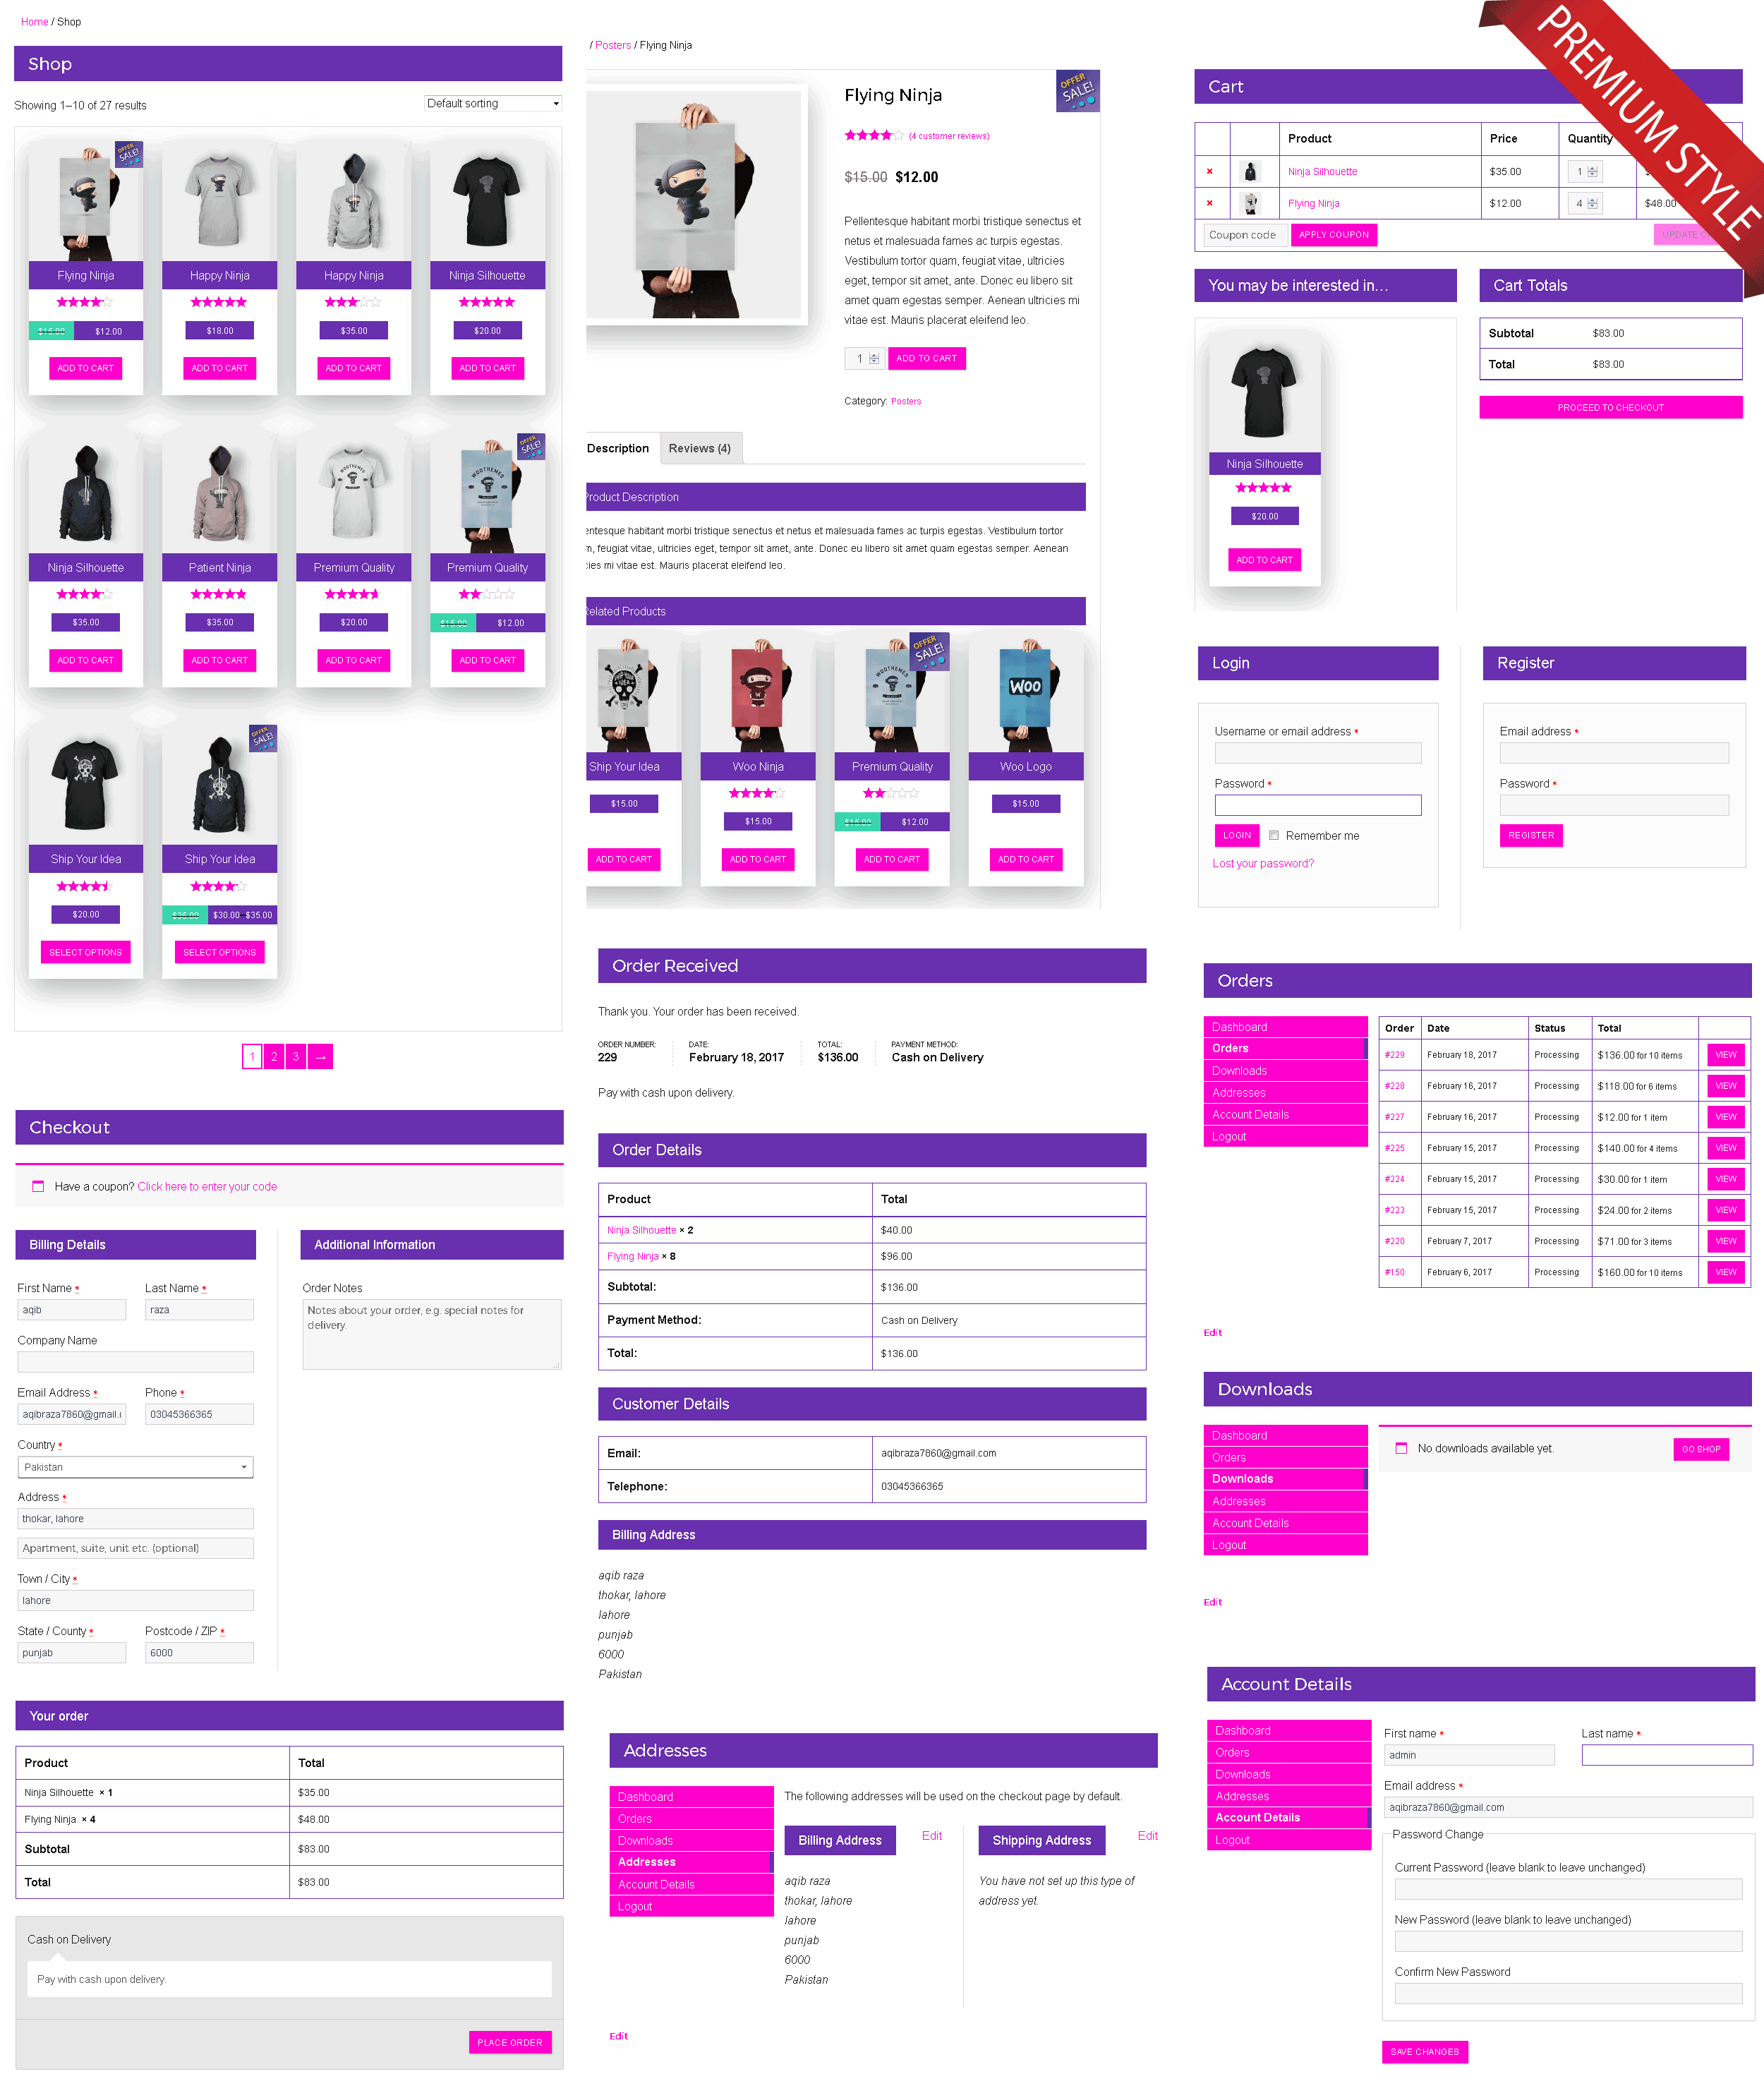 Home / Shop
Shop
Showing 1–10 of 27 results
Default sorting
OFFER SALE!
Flying Ninja
Happy Ninja
Happy Ninja
Ninja Silhouette
$15.00 $12.00
$18.00
$35.00
$20.00
ADD TO CART
ADD TO CART
ADD TO CART
ADD TO CART
OFFER SALE!
WOOTHEMES
WOOTHEMES
Ninja Silhouette
Patient Ninja
Premium Quality
Premium Quality
$35.00
$35.00
$20.00
$15.00 $12.00
ADD TO CART
ADD TO CART
ADD TO CART
ADD TO CART
OFFER SALE!
Ship Your Idea
Ship Your Idea
$20.00
$35.00 $30.00–$35.00
SELECT OPTIONS
SELECT OPTIONS
1 2 3 →
Checkout
Have a coupon? Click here to enter your code
Billing Details
Additional Information
First Name *
Last Name *
aqib
raza
Company Name
Email Address *
Phone *
aqibraza7860@gmail.c
03045366365
Country *
Pakistan
Address *
thokar, lahore
Apartment, suite, unit etc. (optional)
Town / City *
lahore
State / County *
Postcode / ZIP *
punjab
6000
Order Notes
Notes about your order, e.g. special notes for
delivery.
Your order
Product Total
Ninja Silhouette × 1 $35.00
Flying Ninja × 4 $48.00
Subtotal $83.00
Total $83.00
Cash on Delivery
Pay with cash upon delivery.
PLACE ORDER
/ Posters / Flying Ninja
OFFER SALE!
Flying Ninja
(4 customer reviews)
$15.00 $12.00
Pellentesque habitant morbi tristique senectus et
netus et malesuada fames ac turpis egestas.
Vestibulum tortor quam, feugiat vitae, ultricies
eget, tempor sit amet, ante. Donec eu libero sit
amet quam egestas semper. Aenean ultricies mi
vitae est. Mauris placerat eleifend leo.
1 ADD TO CART
Category: Posters
Description Reviews (4)
Product Description
entesque habitant morbi tristique senectus et netus et malesuada fames ac turpis egestas. Vestibulum tortor
m, feugiat vitae, ultricies eget, tempor sit amet, ante. Donec eu libero sit amet quam egestas semper. Aenean
cies mi vitae est. Mauris placerat eleifend leo.
Related Products
OFFER SALE!
SHIP YOUR IDEA
WOOTHEMES
WOO
Ship Your Idea
Woo Ninja
Premium Quality
Woo Logo
$15.00
$15.00
$15.00 $12.00
$15.00
ADD TO CART
ADD TO CART
ADD TO CART
ADD TO CART
Order Received
Thank you. Your order has been received.
ORDER NUMBER: DATE: TOTAL: PAYMENT METHOD:
229 February 18, 2017 $136.00 Cash on Delivery
Pay with cash upon delivery.
Order Details
Product Total
Ninja Silhouette × 2 $40.00
Flying Ninja × 8 $96.00
Subtotal: $136.00
Payment Method: Cash on Delivery
Total: $136.00
Customer Details
Email: aqibraza7860@gmail.com
Telephone: 03045366365
Billing Address
aqib raza
thokar, lahore
lahore
punjab
6000
Pakistan
Addresses
Dashboard
Orders
Downloads
Addresses
Account Details
Logout
The following addresses will be used on the checkout page by default.
Billing Address Edit
aqib raza
thokar, lahore
lahore
punjab
6000
Pakistan
Shipping Address Edit
You have not set up this type of
address yet.
Edit
PREMIUM STYLE
Cart
Product Price Quantity
× Ninja Silhouette $35.00 1
× Flying Ninja $12.00 4 $48.00
Coupon code APPLY COUPON UPDATE
You may be interested in...
Ninja Silhouette
$20.00
ADD TO CART
Cart Totals
Subtotal $83.00
Total $83.00
PROCEED TO CHECKOUT
Login
Username or email address *
Password *
LOGIN Remember me
Lost your password?
Register
Email address *
Password *
REGISTER
Orders
Dashboard
Orders
Downloads
Addresses
Account Details
Logout
Order Date Status Total
#229 February 18, 2017 Processing $136.00 for 10 items VIEW
#228 February 16, 2017 Processing $118.00 for 6 items VIEW
#227 February 16, 2017 Processing $12.00 for 1 item VIEW
#225 February 15, 2017 Processing $140.00 for 4 items VIEW
#224 February 15, 2017 Processing $30.00 for 1 item VIEW
#223 February 15, 2017 Processing $24.00 for 2 items VIEW
#220 February 7, 2017 Processing $71.00 for 3 items VIEW
#150 February 6, 2017 Processing $160.00 for 10 items VIEW
Edit
Downloads
Dashboard
Orders
Downloads
Addresses
Account Details
Logout
No downloads available yet. GO SHOP
Edit
Account Details
Dashboard
Orders
Downloads
Addresses
Account Details
Logout
First name *
Last name *
admin
Email address *
aqibraza7860@gmail.com
Password Change
Current Password (leave blank to leave unchanged)
New Password (leave blank to leave unchanged)
Confirm New Password
SAVE CHANGES